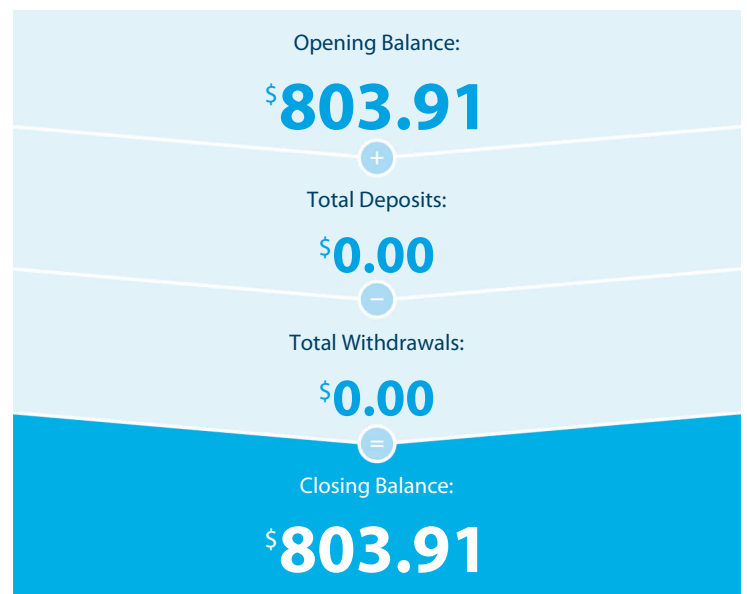 Opening Balance:
$803.91
+
Total Deposits:
$0.00
−
Total Withdrawals:
$0.00
=
Closing Balance:
$803.91